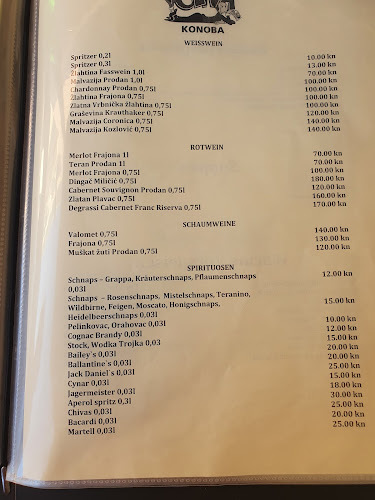 KONOBA
WEISSWEIN
Spritzer 0,2l 10.00 kn
Spritzer 0,3l 13.00 kn
Žlahtina Fasswein 1,0l 70.00 kn
Malvazija Prodan 1,0l 100.00 kn
Chardonnay Prodan 0,75l 100.00 kn
Žlahtina Frajona 0,75l 100.00 kn
Zlatna Vrbnička žlahtina 0,75l 100.00 kn
Graševina Krauthaker 0,75l 120.00 kn
Malvazija Coronica 0,75l 140.00 kn
Malvazija Kozlović 0,75l 140.00 kn
ROTWEIN
Merlot Frajona 1l 70.00 kn
Teran Prodan 1l 70.00 kn
Merlot Frajona 0,75l 100.00 kn
Dingač Miličić 0,75l 180.00 kn
Cabernet Souvignon Prodan 0,75l 120.00 kn
Zlatan Plavac 0,75l 160.00 kn
Degrassi Cabernet Franc Riserva 0,75l 170.00 kn
SCHAUMWEINE
Valomet 0,75l 140.00 kn
Frajona 0,75l 130.00 kn
Muškat žuti Prodan 0,75l 120.00 kn
SPIRITUOSEN
Schnaps – Grappa, Kräuterschnaps, Pflaumenschnaps 12.00 kn
0,03l
Schnaps – Rosenschnaps, Mistelschnaps, Teranino,
Wildbirne, Feigen, Moscato, Honigschnaps, 15.00 kn
Heidelbeerschnaps 0,03
Pelinkovac, Orahovac 0,03l 10.00 kn
Cognac Brandy 0,03l 12.00 kn
Stock, Wodka Trojka 0,03 15.00 kn
Bailey`s 0,03l 20.00 kn
Ballantine`s 0,03l 20.00 kn
Jack Daniel`s 0,03l 25.00 kn
Cynar 0,03l 15.00 kn
Jagermeister 0,03l 18.00 kn
Aperol spritz 0,3l 30.00 kn
Chivas 0,03l 25.00 kn
Bacardi 0,03l 20.00 kn
Martell 0,03l 25.00 kn